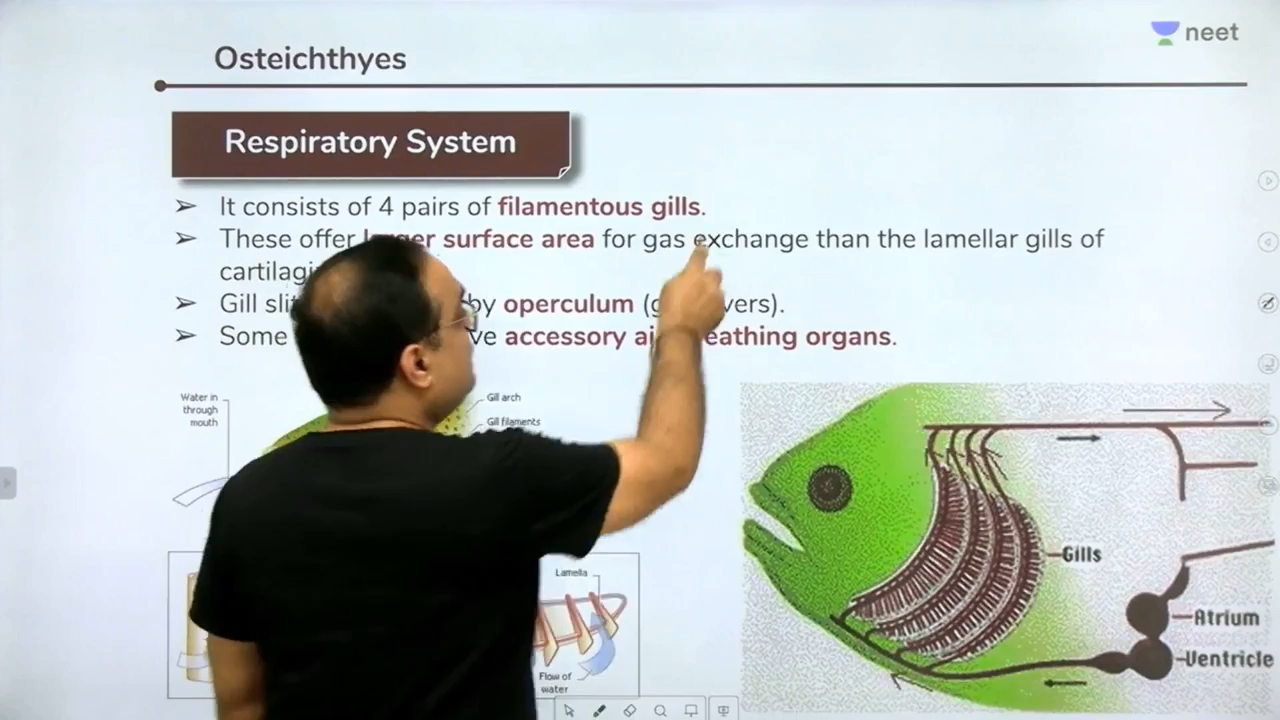 neet
Osteichthyes
Respiratory System
It consists of 4 pairs of filamentous gills.
These offer surface area for gas exchange than the lamellar gills of
Gill by operculum
Some accessory organs.
Water in
through
mouth
Gill arch
Gill filaments
Lamella
Flow of
water
Gills
Atrium
Ventricle